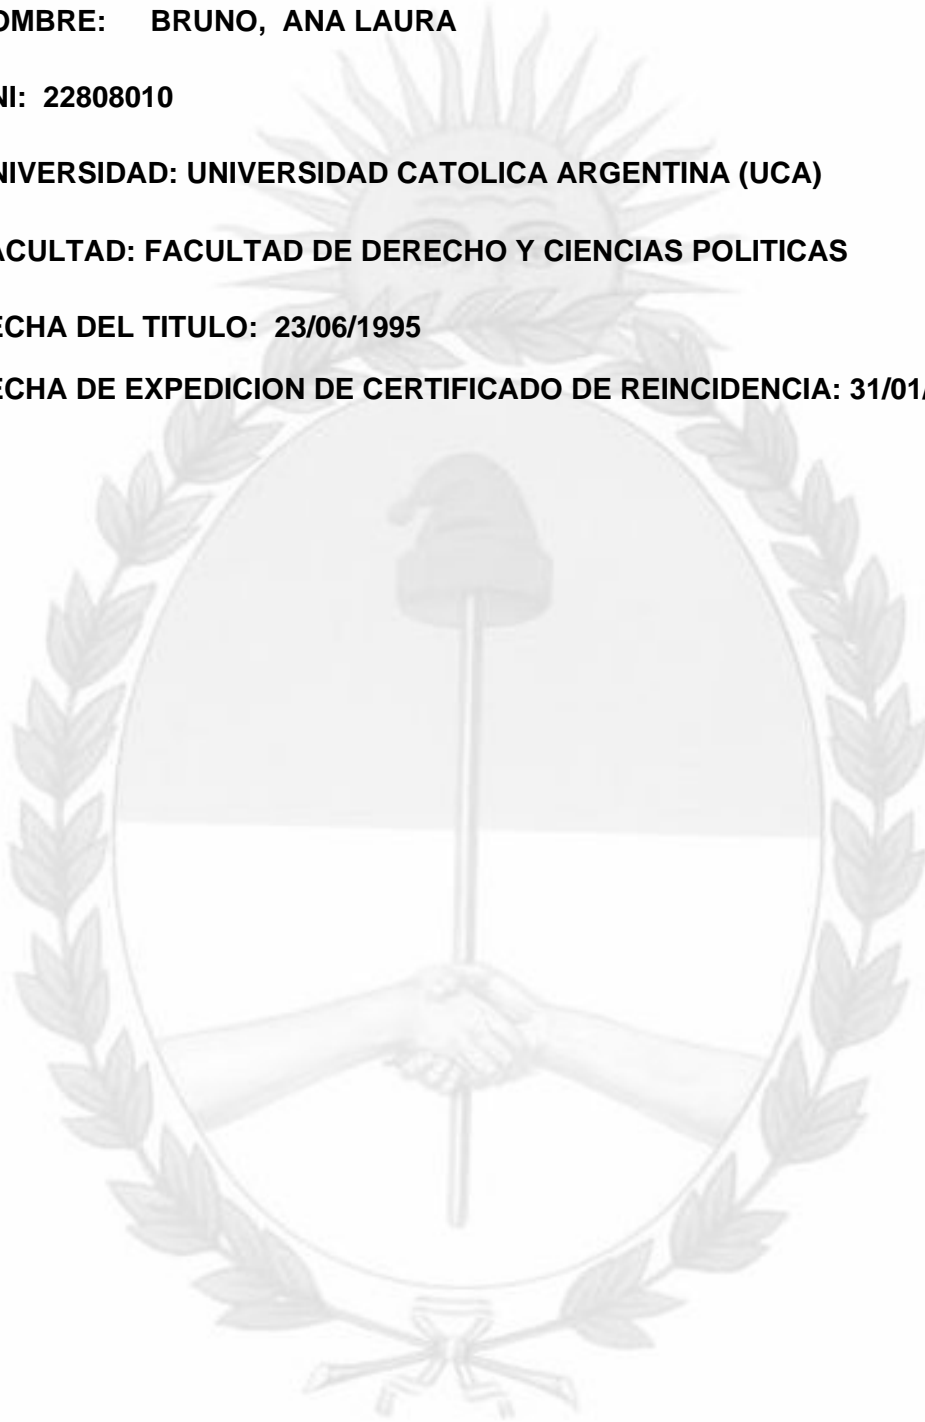 OMBRE: BRUNO, ANA LAURA
NI: 22808010
NIVERSIDAD: UNIVERSIDAD CATOLICA ARGENTINA (UCA)
ACULTAD: FACULTAD DE DERECHO Y CIENCIAS POLITICAS
ECHA DEL TITULO: 23/06/1995
ECHA DE EXPEDICION DE CERTIFICADO DE REINCIDENCIA: 31/01/